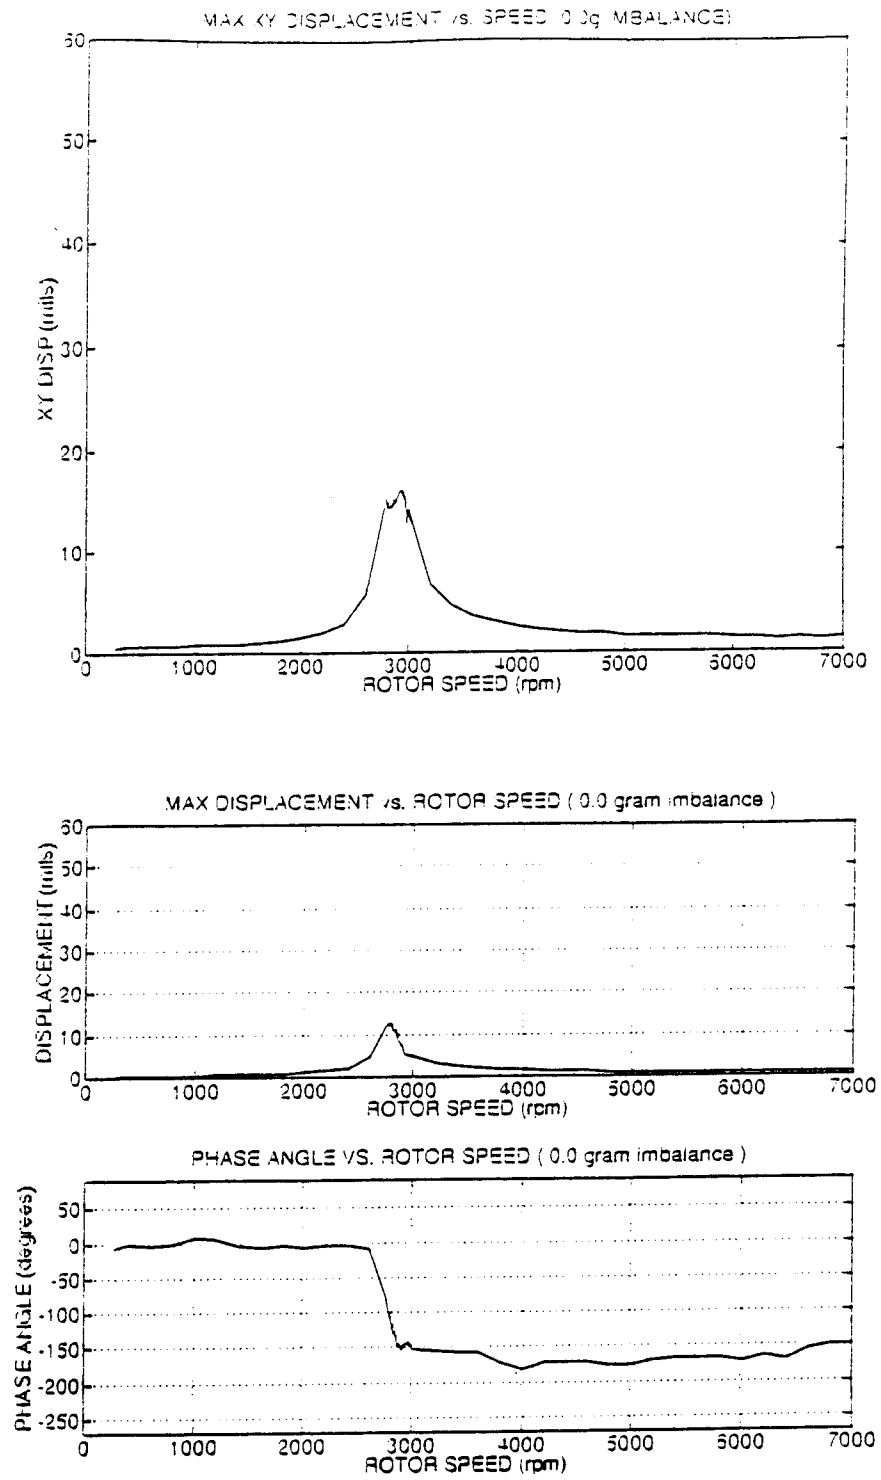 MAX XY DISPLACEMENT vs. SPEED (0.0g IMBALANCE)
60
50
40
30
20
10
0
XY DISP (mils)
0 1000 2000 3000 4000 5000 6000 7000
ROTOR SPEED (rpm)
MAX DISPLACEMENT vs. ROTOR SPEED ( 0.0 gram imbalance )
60
50
40
30
20
10
0
DISPLACEMENT (mils)
0 1000 2000 3000 4000 5000 6000 7000
ROTOR SPEED (rpm)
PHASE ANGLE VS. ROTOR SPEED ( 0.0 gram imbalance )
50
0
-50
-100
-150
-200
-250
PHASE ANGLE (degrees)
0 1000 2000 3000 4000 5000 6000 7000
ROTOR SPEED (rpm)